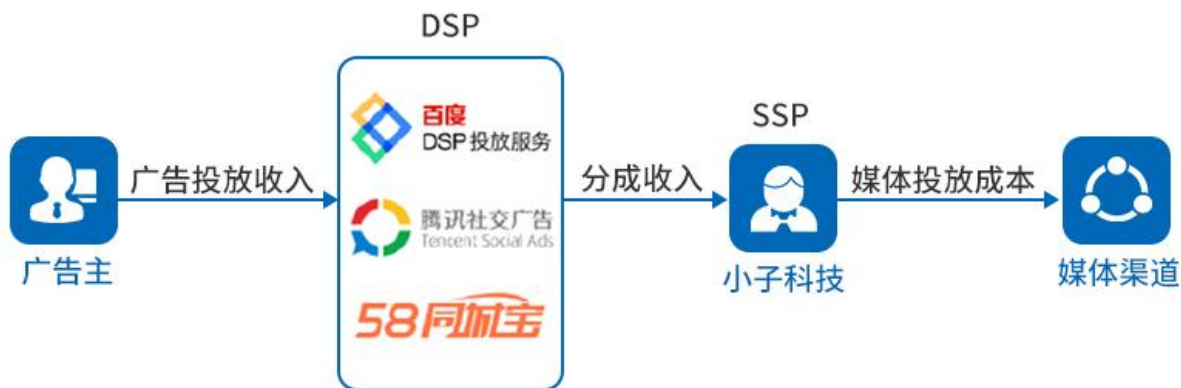 DSP
百度
DSP投放服务
腾讯社交广告
Tencent Social Ads
58同城宝
广告主
广告投放收入
分成收入
SSP
小子科技
媒体投放成本
媒体渠道